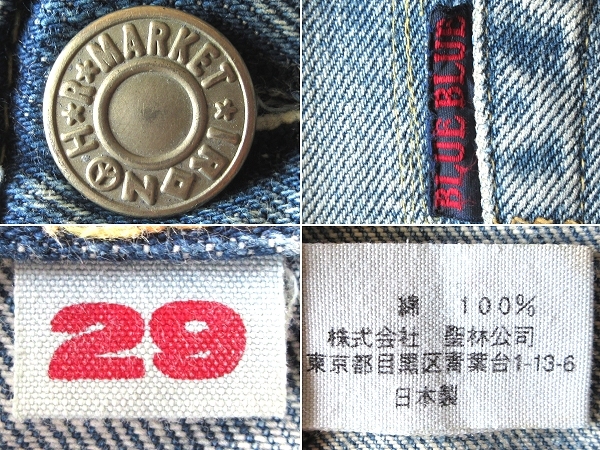 H☆R☆MARKET☆
HOLLYWOOD
BLUE BLUE
29
綿 100%
株式会社 聖林公司
東京都目黒区青葉台1-13-6
日本製